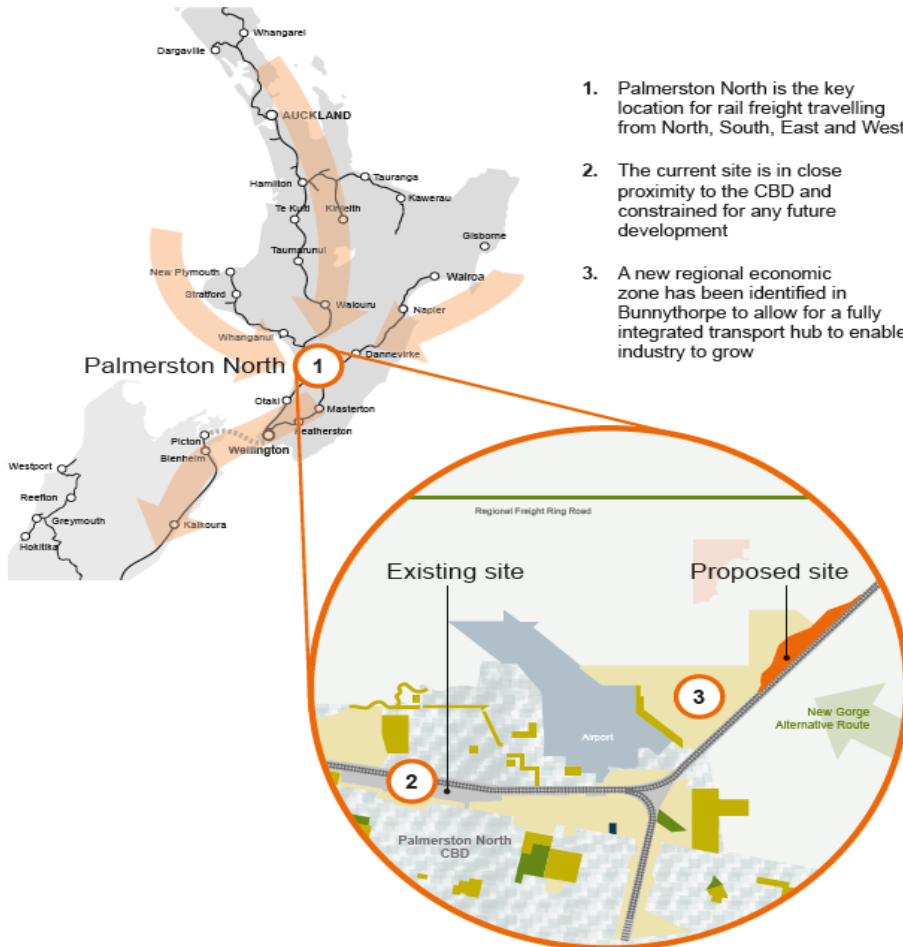 Whangarei
Dargaville
AUCKLAND
Hamilton
Tauranga
Te Kuiti
Kinleith
Kawerau
Gisborne
Taumarunui
New Plymouth
Wairoa
Stratford
Waiouru
Napier
Whanganui
Dannevirke
Palmerston North
1
Otaki
Masterton
Featherston
Picton
Wellington
Blenheim
Westport
Reefton
Greymouth
Kaikoura
Hokitika
1. Palmerston North is the key
location for rail freight travelling
from North, South, East and West
2. The current site is in close
proximity to the CBD and
constrained for any future
development
3. A new regional economic
zone has been identified in
Bunnythorpe to allow for a fully
integrated transport hub to enable
industry to grow
Regional Freight Ring Road
Existing site
Proposed site
3
New Gorge
Alternative Route
Airport
2
Palmerston North
CBD